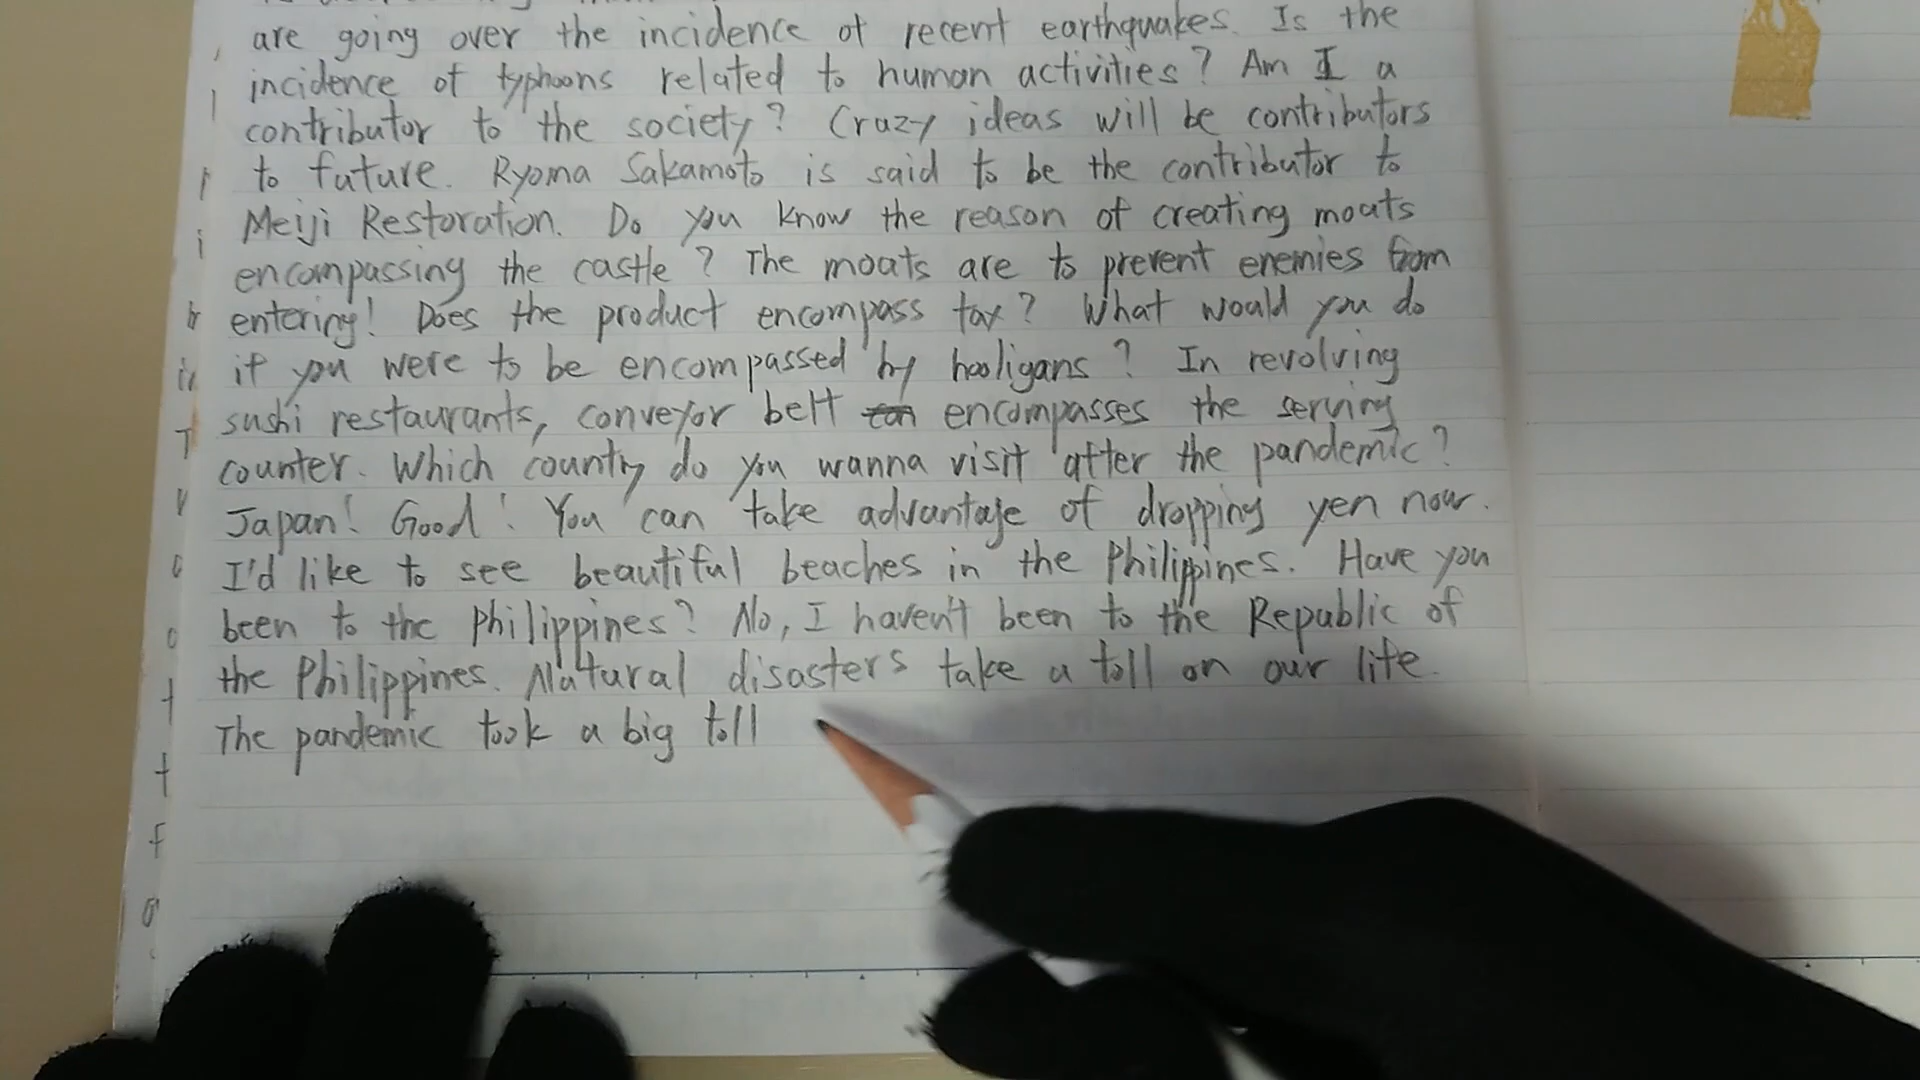 are going over the incidence of recent earthquakes. Is the
incidence of typhoons related to human activities? Am I a
contributor to the society? Crazy ideas will be contributors
to future. Ryoma Sakamoto is said to be the contributor to
Meiji Restoration. Do you know the reason of creating moats
encompassing the castle? The moats are to prevent enemies from
entering! Does the product encompass tax? What would you do
if you were to be encompassed by hooligans? In revolving
sushi restaurants, conveyor belt encompasses the serving
counter. Which country do you wanna visit after the pandemic?
Japan! Good! You can take advantage of dropping yen now.
I'd like to see beautiful beaches in the Philippines. Have you
been to the Philippines? No, I haven't been to the Republic of
the Philippines. Natural disasters take a toll on our life.
The pandemic took a big toll